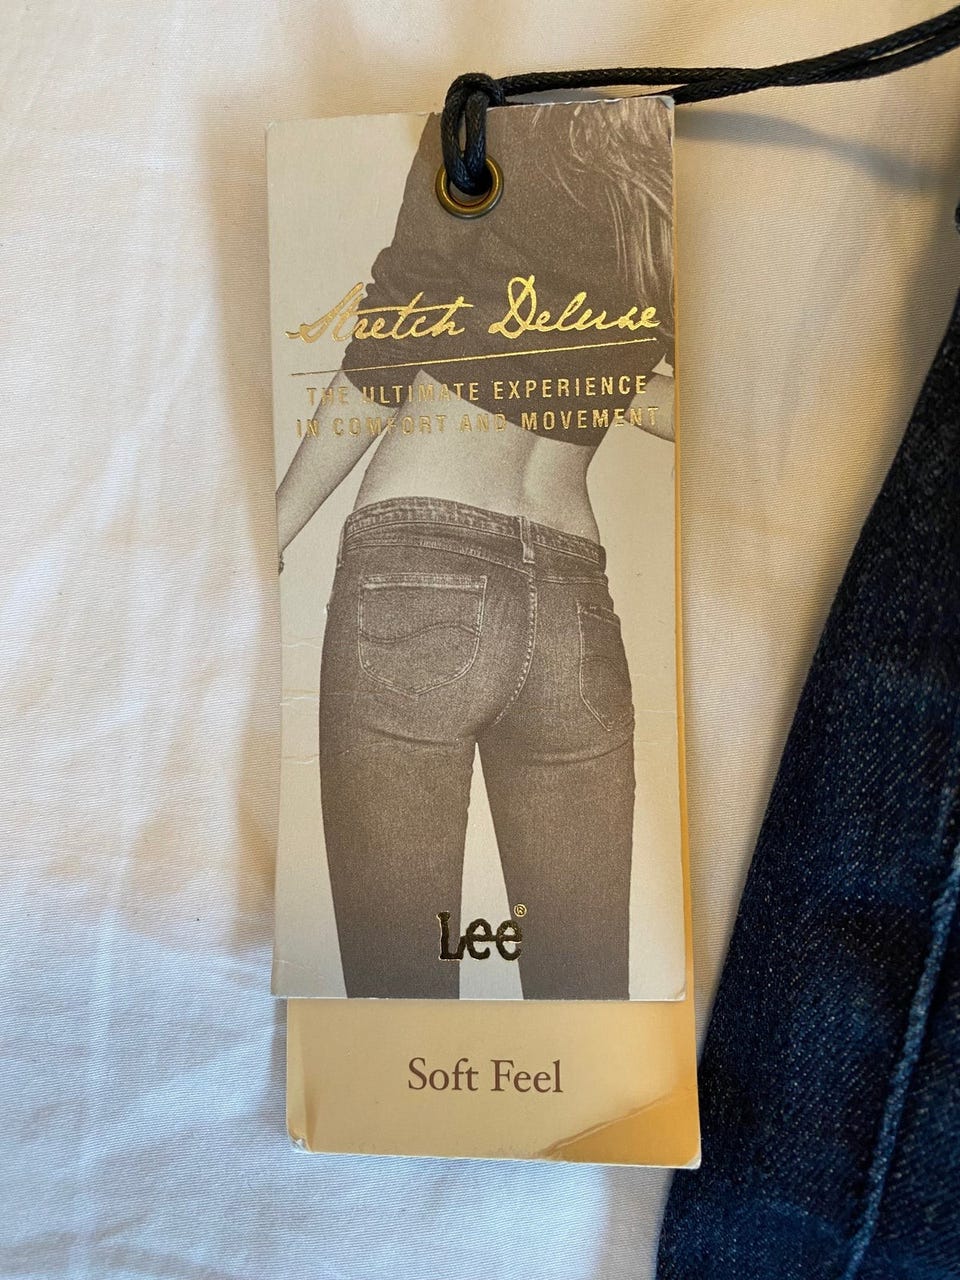 Stretch Deluxe
THE ULTIMATE EXPERIENCE
IN COMFORT AND MOVEMENT
Lee®
Soft Feel